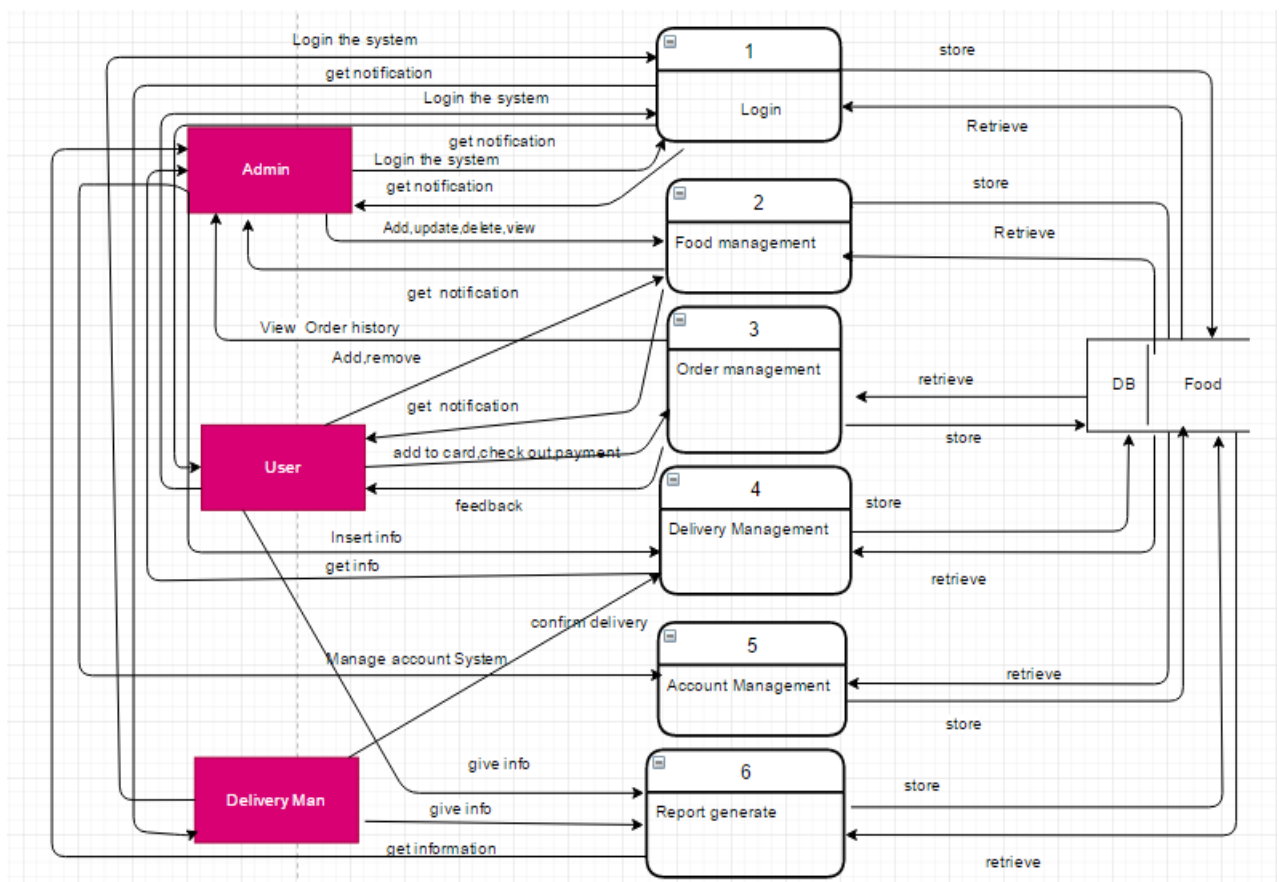 Login the system
1
store
get notification
Login the system
Login
Retrieve
get notification
Login the system
Admin
get notification
store
2
Add,update,delete,view
Food management
Retrieve
get notification
View Order history
3
Add,remove
Order management
retrieve
DB
Food
get notification
store
add to card,check out,payment
User
feedback
4
store
Delivery Management
Insert info
get info
retrieve
confirm delivery
5
Manage account System
Account Management
retrieve
store
give info
6
store
Delivery Man
give info
Report generate
get information
retrieve